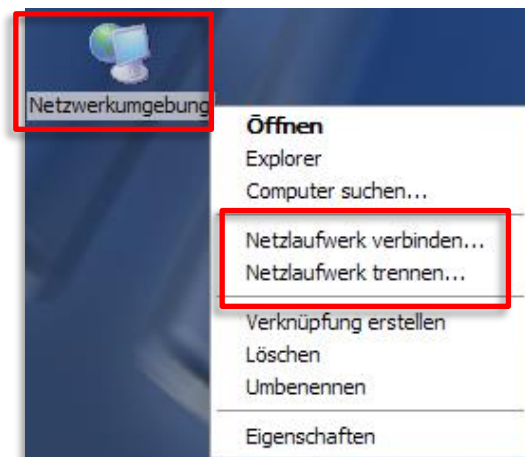 Netzwerkumgebung
Öffnen
Explorer
Computer suchen...
Netzlaufwerk verbinden...
Netzlaufwerk trennen...
Verknüpfung erstellen
Löschen
Umbenennen
Eigenschaften